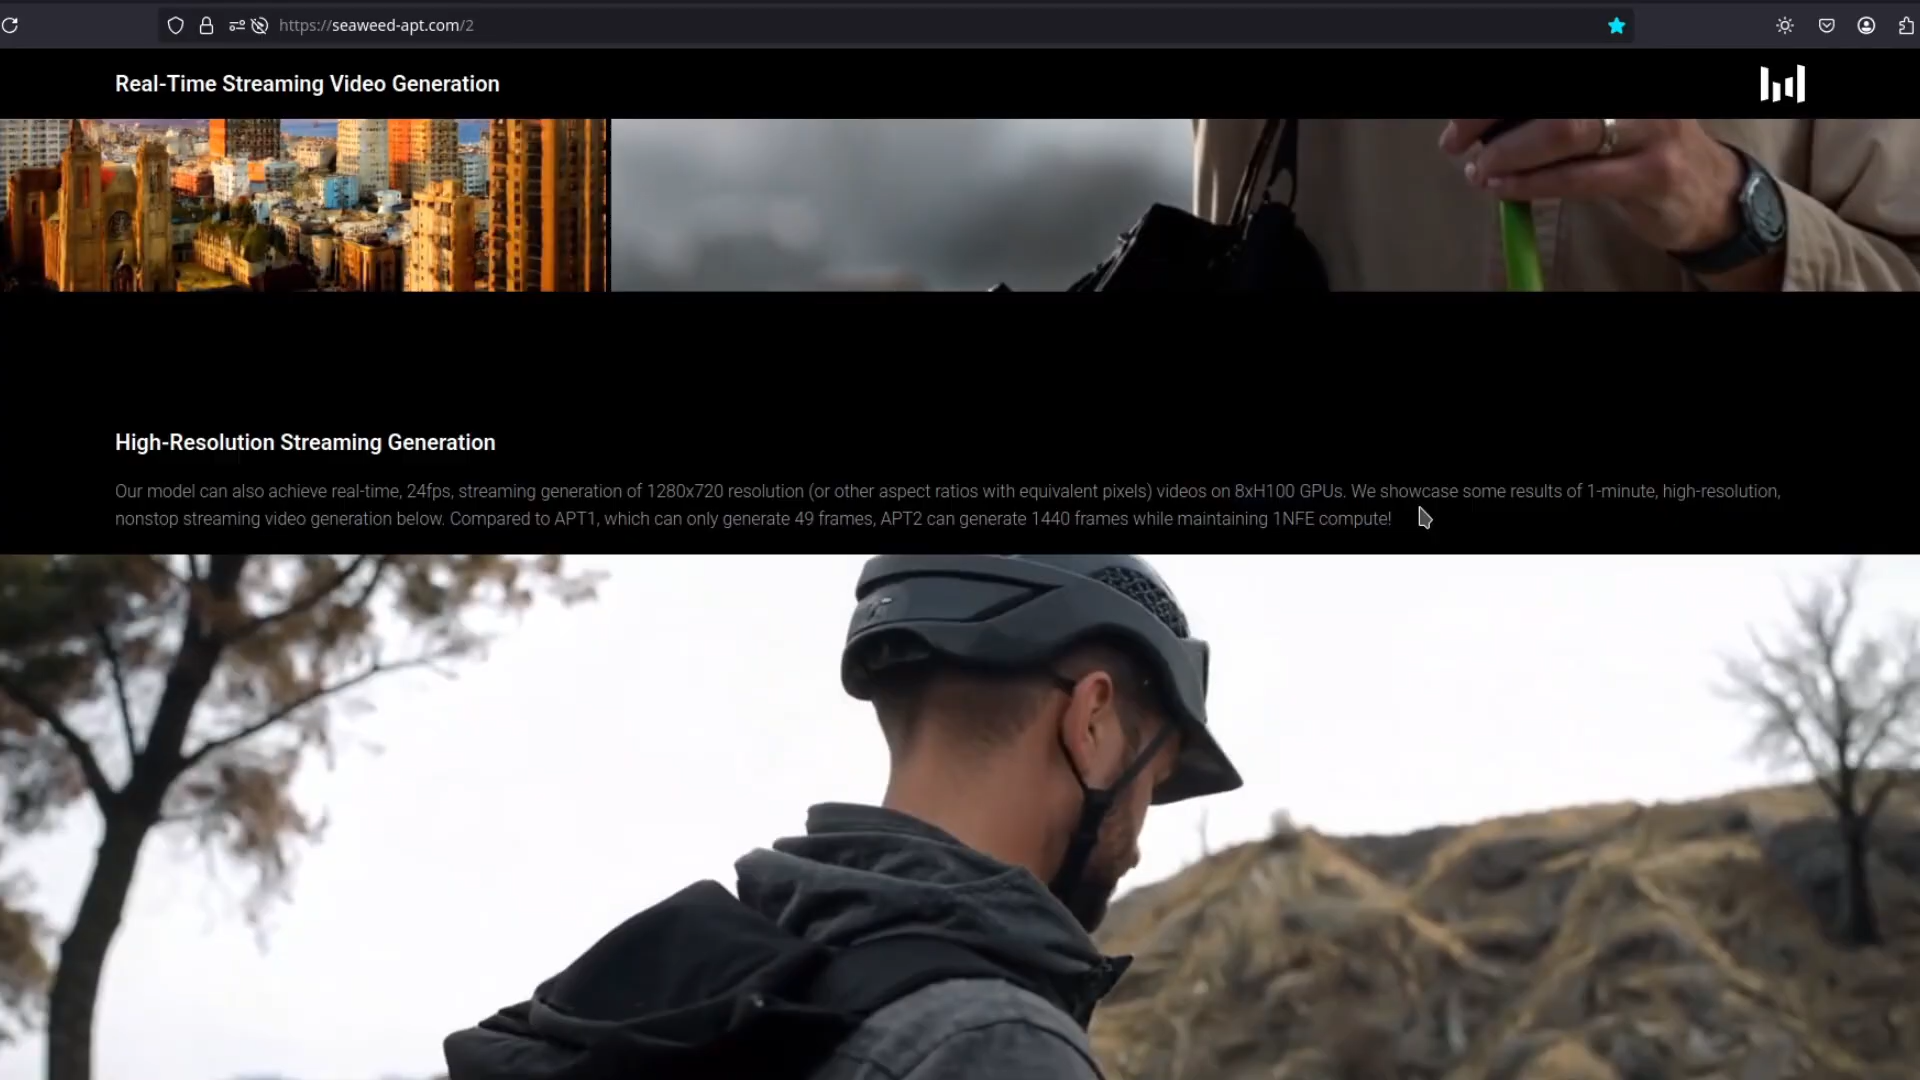 https://seaweed-apt.com/2
Real-Time Streaming Video Generation
High-Resolution Streaming Generation
Our model can also achieve real-time, 24fps, streaming generation of 1280x720 resolution (or other aspect ratios with equivalent pixels) videos on 8xH100 GPUs. We showcase some results of 1-minute, high-resolution,
nonstop streaming video generation below. Compared to APT1, which can only generate 49 frames, APT2 can generate 1440 frames while maintaining 1NFE compute!